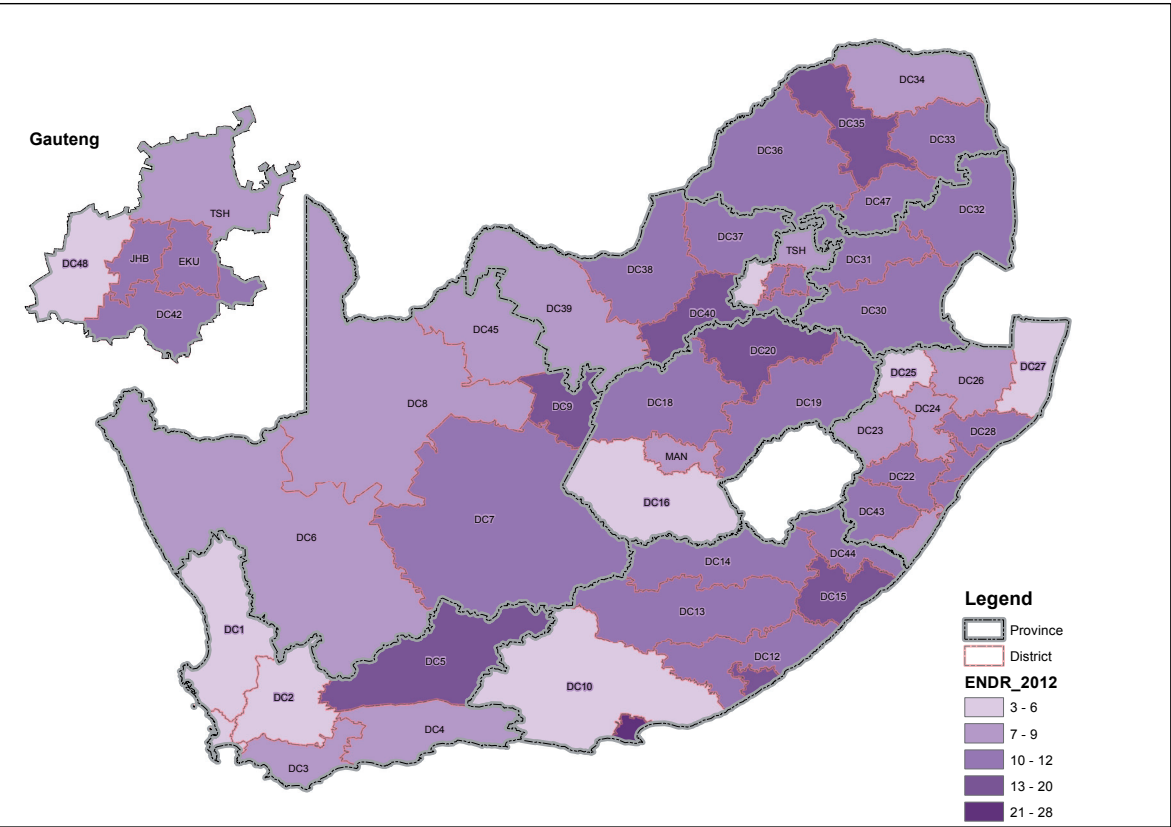 Gauteng
TSH
DC48
JHB
EKU
DC42
DC34
DC35
DC33
DC36
DC47
DC32
DC37
TSH
DC31
DC38
DC30
DC39
DC40
DC45
DC20
DC25
DC26
DC27
DC9
DC8
DC18
DC19
DC24
DC23
DC28
MAN
DC22
DC16
DC43
DC7
DC6
DC44
DC14
DC15
DC13
DC1
DC12
DC5
DC2
DC10
DC4
DC3
Legend
Province
District
ENDR_2012
3 - 6
7 - 9
10 - 12
13 - 20
21 - 28